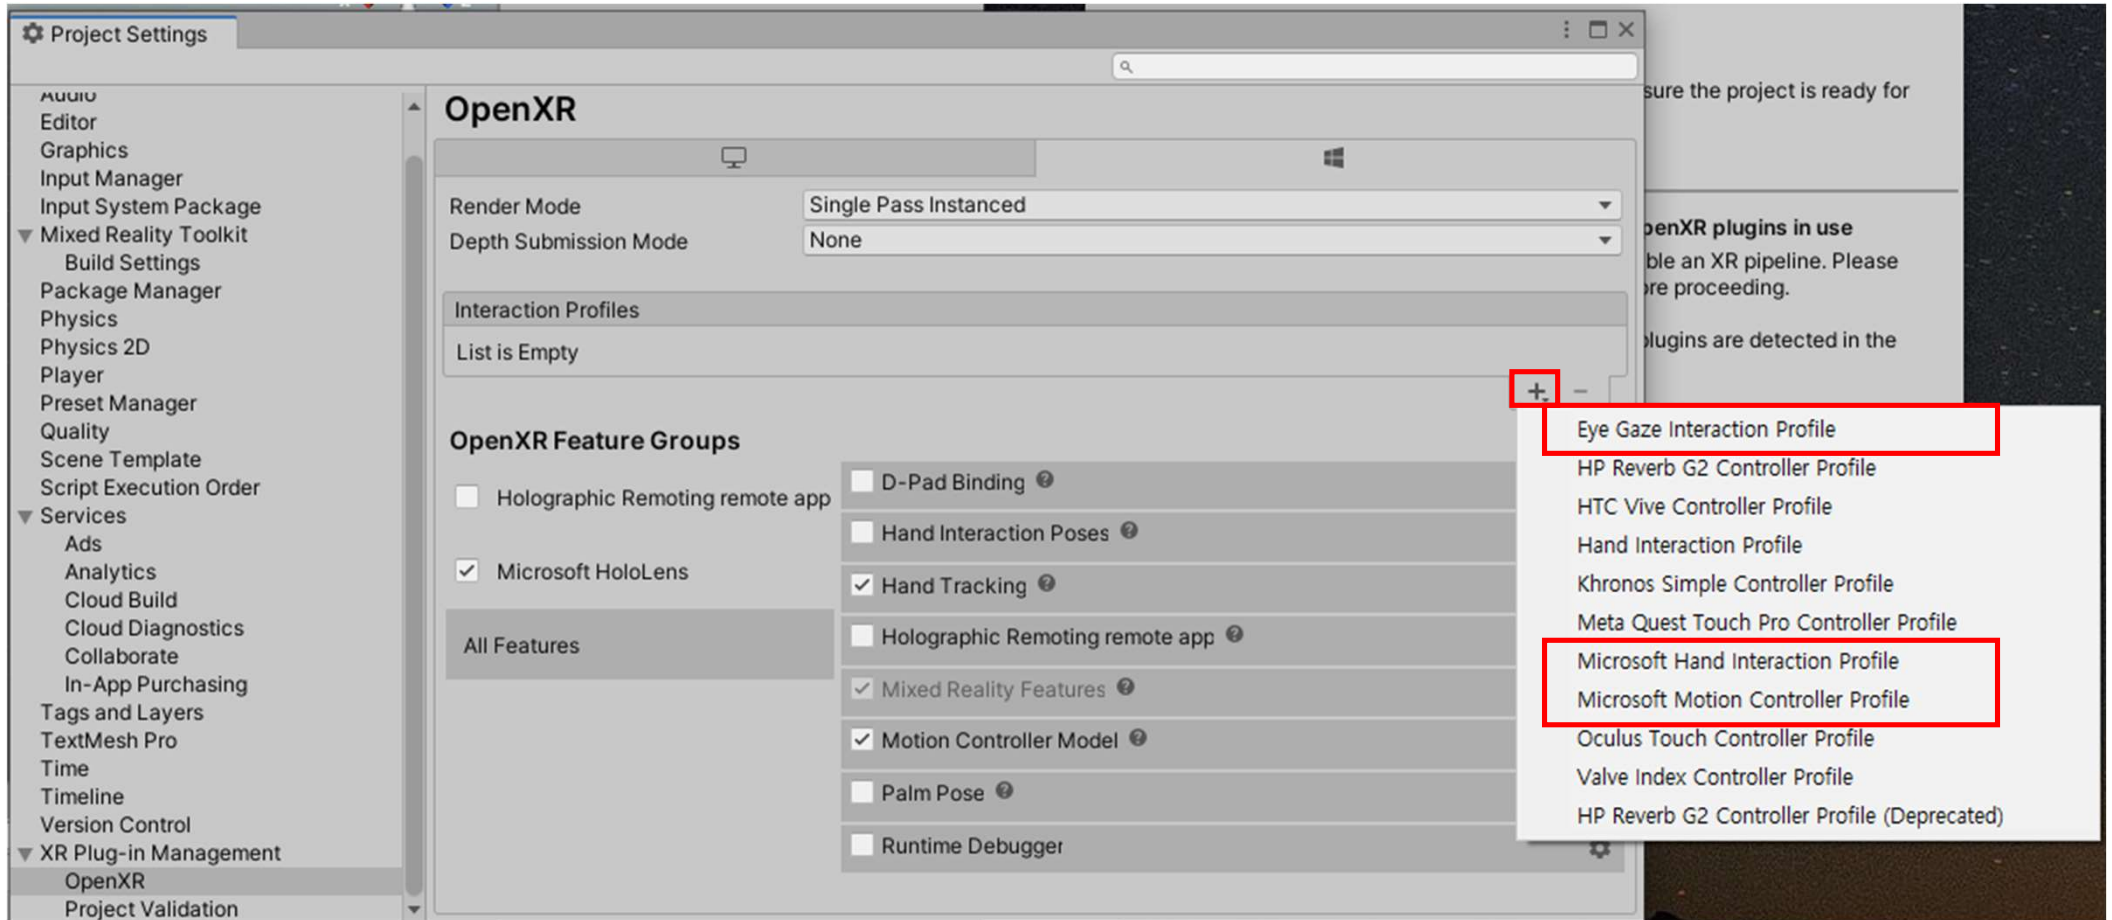 Project Settings
Audio
Editor
Graphics
Input Manager
Input System Package
Mixed Reality Toolkit
Build Settings
Package Manager
Physics
Physics 2D
Player
Preset Manager
Quality
Scene Template
Script Execution Order
Services
Ads
Analytics
Cloud Build
Cloud Diagnostics
Collaborate
In-App Purchasing
Tags and Layers
TextMesh Pro
Time
Timeline
Version Control
XR Plug-in Management
OpenXR
Project Validation
OpenXR
Render Mode
Single Pass Instanced
Depth Submission Mode
None
Interaction Profiles
List is Empty
OpenXR Feature Groups
Holographic Remoting remote app
Microsoft HoloLens
All Features
D-Pad Binding
Hand Interaction Poses
Hand Tracking
Holographic Remoting remote app
Mixed Reality Features
Motion Controller Model
Palm Pose
Runtime Debugger
Eye Gaze Interaction Profile
HP Reverb G2 Controller Profile
HTC Vive Controller Profile
Hand Interaction Profile
Khronos Simple Controller Profile
Meta Quest Touch Pro Controller Profile
Microsoft Hand Interaction Profile
Microsoft Motion Controller Profile
Oculus Touch Controller Profile
Valve Index Controller Profile
HP Reverb G2 Controller Profile (Deprecated)
sure the project is ready for
penXR plugins in use
ble an XR pipeline. Please
ore proceeding.
plugins are detected in the